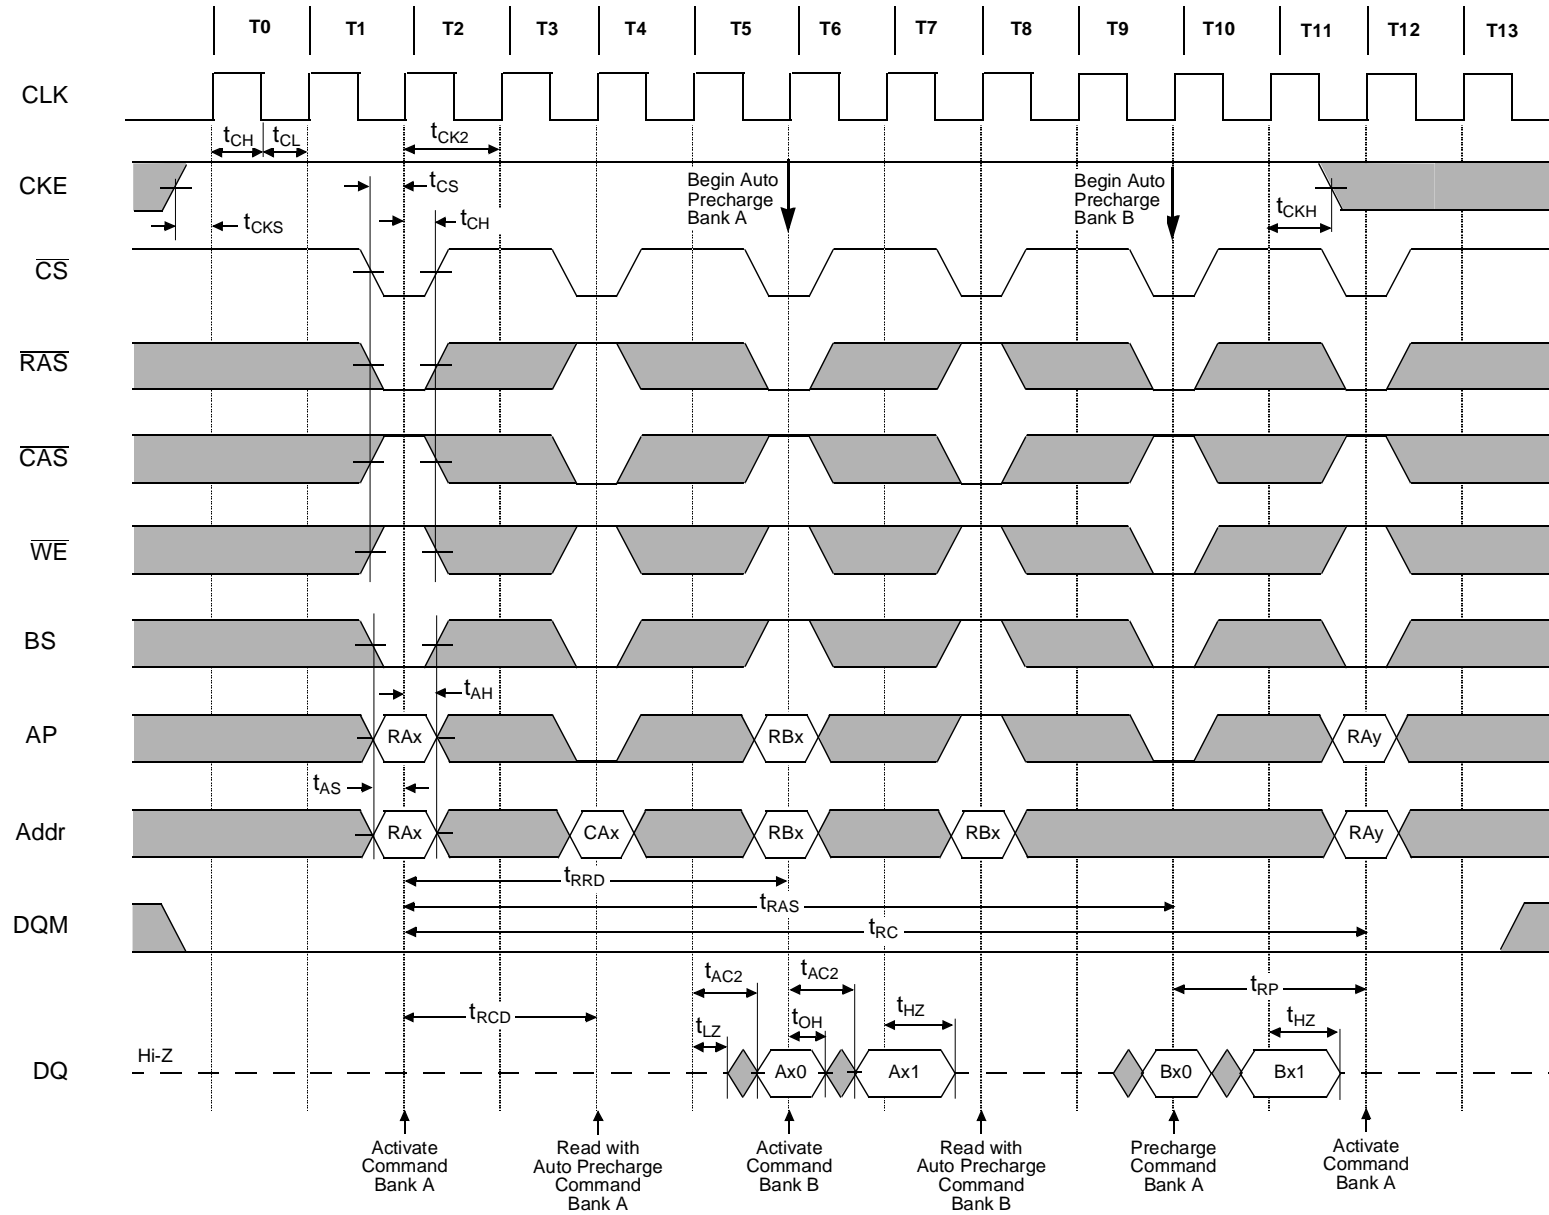 T0 T1 T2 T3 T4 T5 T6 T7 T8 T9 T10 T11 T12 T13
CLK
tCH tCL tCK2
CKE
tCS
Begin Auto
Precharge
Bank A
Begin Auto
Precharge
Bank B
tCKS
tCH
tCKH
CS
RAS
CAS
WE
BS
tAH
AP
RAx RBx RAy
tAS
Addr
RAx CAx RBx RBx RAy
tRRD
tRAS
DQM
tRC
tAC2 tAC2
tRP
tRCD
tLZ
tOH
tHZ
tHZ
Hi-Z
DQ
Ax0 Ax1 Bx0 Bx1
Activate
Command
Bank A
Read with
Auto Precharge
Command
Bank A
Activate
Command
Bank B
Read with
Auto Precharge
Command
Bank B
Precharge
Command
Bank A
Activate
Command
Bank A